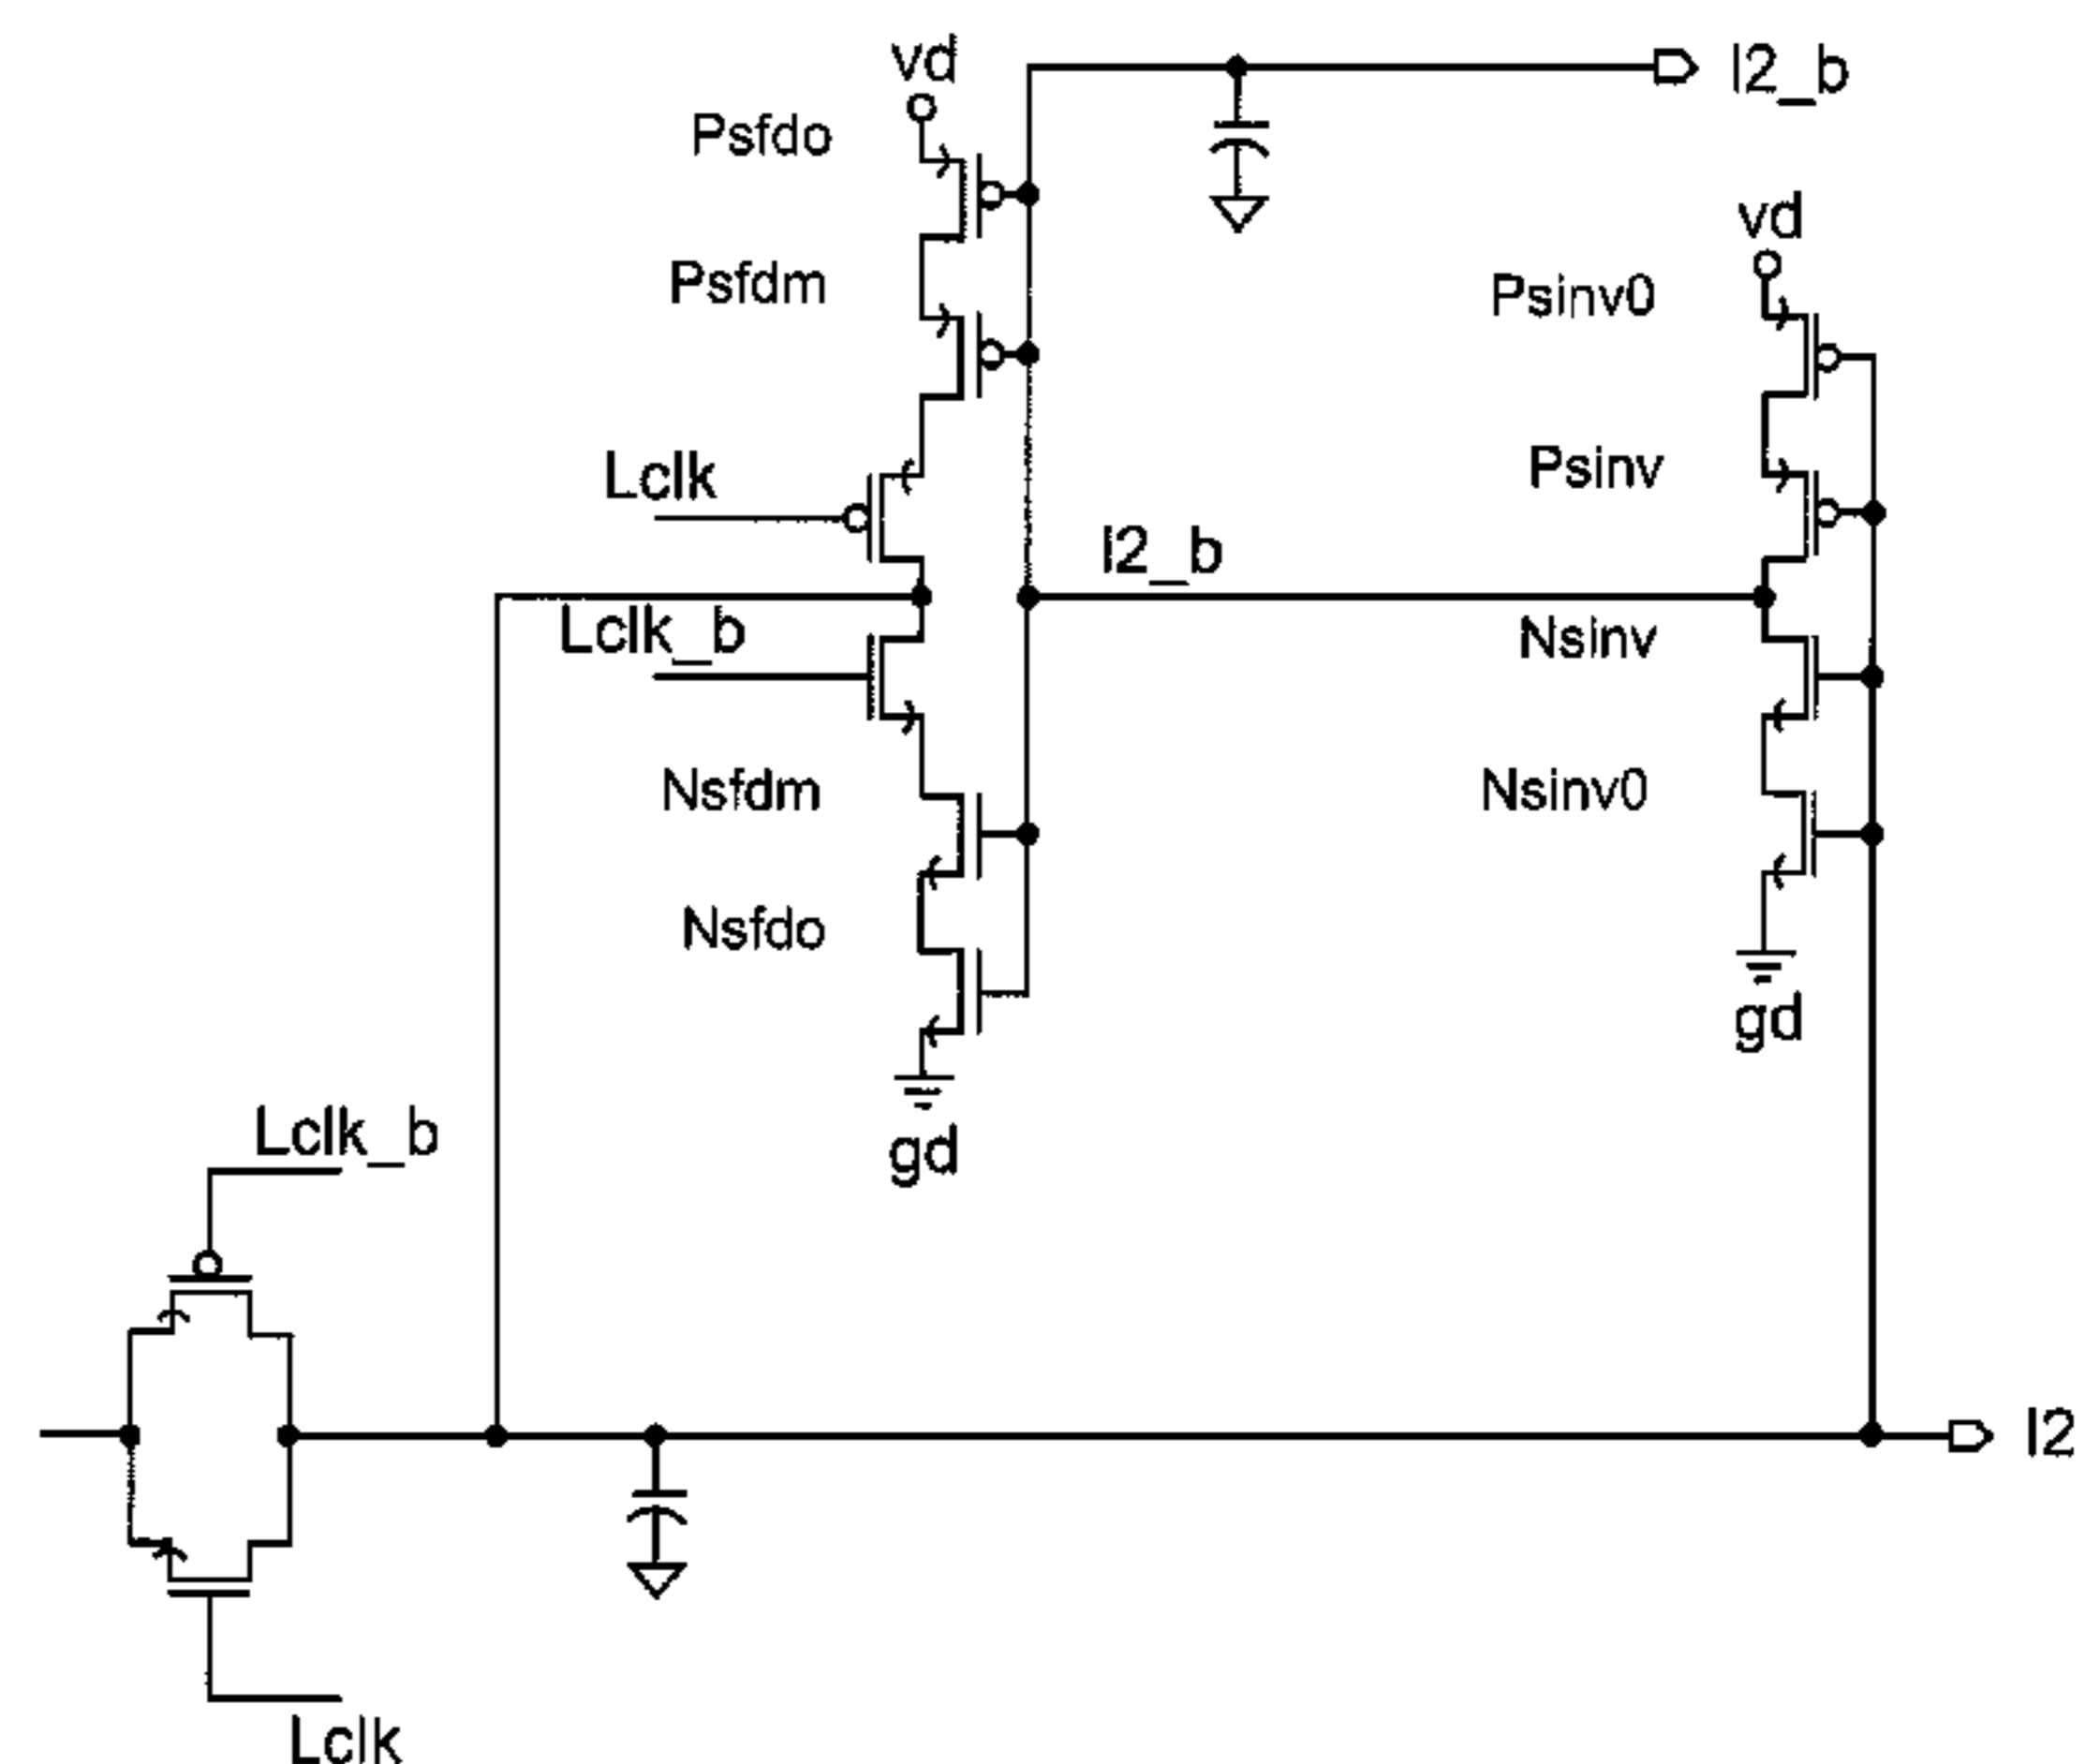 vd
l2_b
Psfdo
vd
Psfdm
Psinv0
Lclk
Psinv
l2_b
Lclk_b
Nsinv
Nsfdm
Nsinv0
Nsfdo
gd
Lclk_b
gd
l2
Lclk